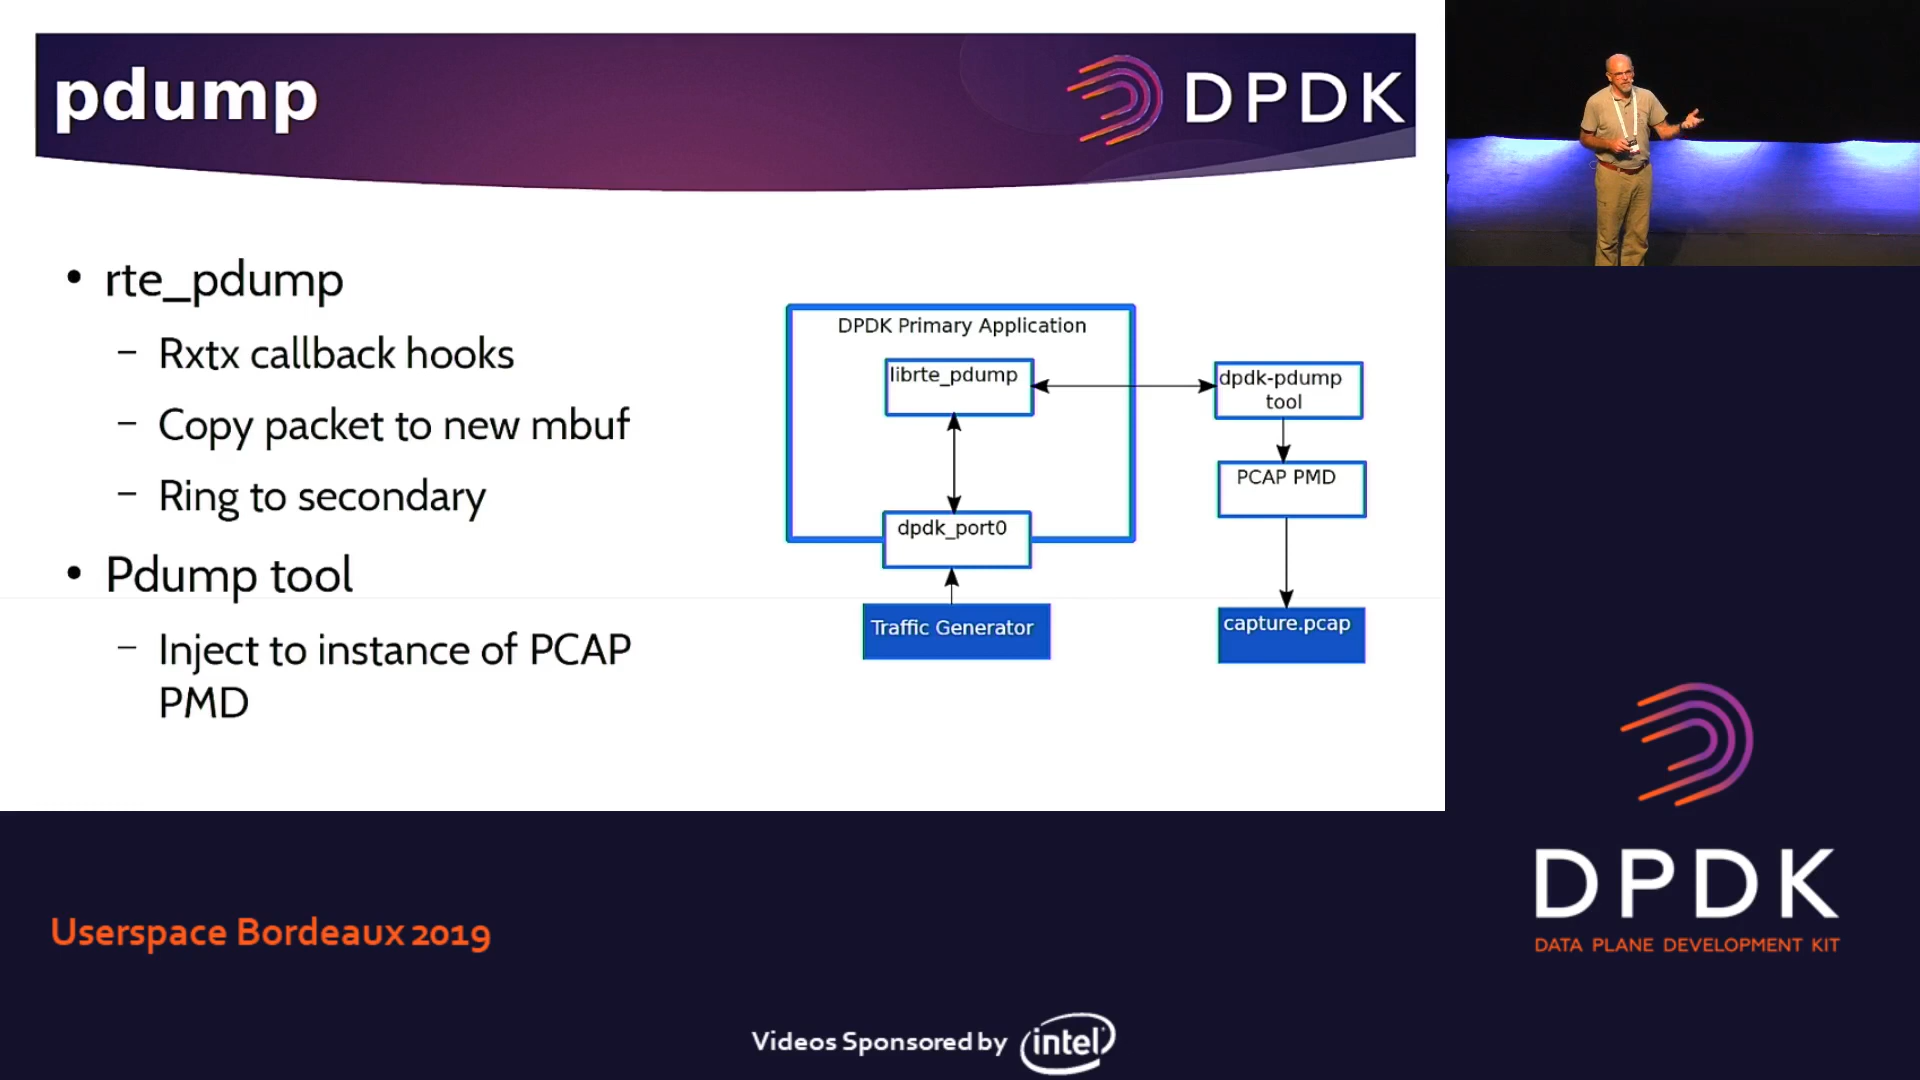 pdump
DPDK
• rte_pdump
– Rxtx callback hooks
– Copy packet to new mbuf
– Ring to secondary
• Pdump tool
– Inject to instance of PCAP
PMD
DPDK Primary Application
librte_pdump
dpdk-pdump
tool
PCAP PMD
dpdk_port0
Traffic Generator
capture.pcap
DPDK
DATA PLANE DEVELOPMENT KIT
Userspace Bordeaux 2019
Videos Sponsored by
intel